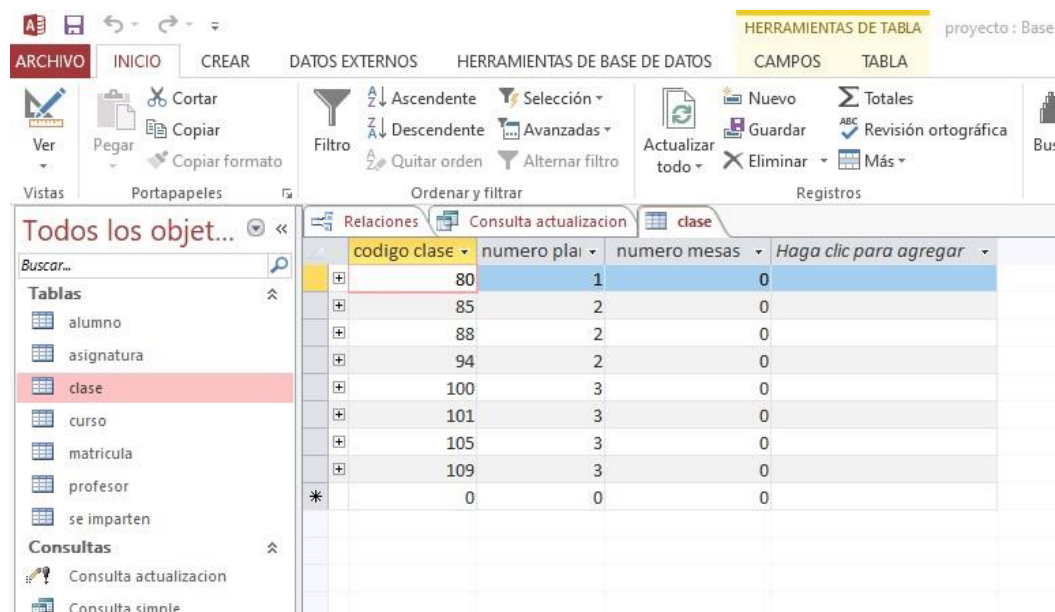 HERRAMIENTAS DE TABLA proyecto : Base
ARCHIVO INICIO CREAR DATOS EXTERNOS HERRAMIENTAS DE BASE DE DATOS CAMPOS TABLA
Ver
Pegar
Cortar
Copiar
Copiar formato
Filtro
Ascendente
Descendente
Quitar orden
Selección
Avanzadas
Alternar filtro
Actualizar
todo
Nuevo
Guardar
Eliminar
Totales
Revisión ortográfica
Más
Bus
Vistas Portapapeles Ordenar y filtrar Registros
Todos los objet...
Buscar...
Tablas
alumno
asignatura
clase
curso
matricula
profesor
se imparten
Consultas
Consulta actualizacion
Consulta simple
Relaciones Consulta actualizacion clase
codigo clase numero plai numero mesas Haga clic para agregar
80 1 0
85 2 0
88 2 0
94 2 0
100 3 0
101 3 0
105 3 0
109 3 0
0 0 0